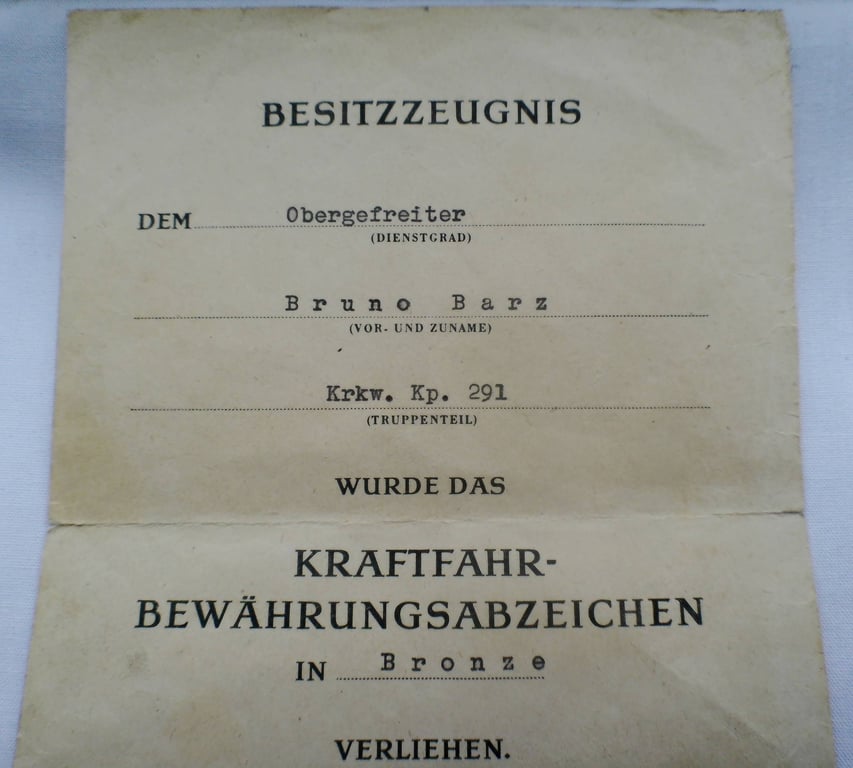 BESITZZEUGNIS
DEM Obergefreiter
(DIENSTGRAD)
Bruno Barz
(VOR- UND ZUNAME)
Krkw. Kp. 291
(TRUPPENTEIL)
WURDE DAS
KRAFTFAHR-
BEWÄHRUNGSABZEICHEN
IN Bronze
VERLIEHEN.